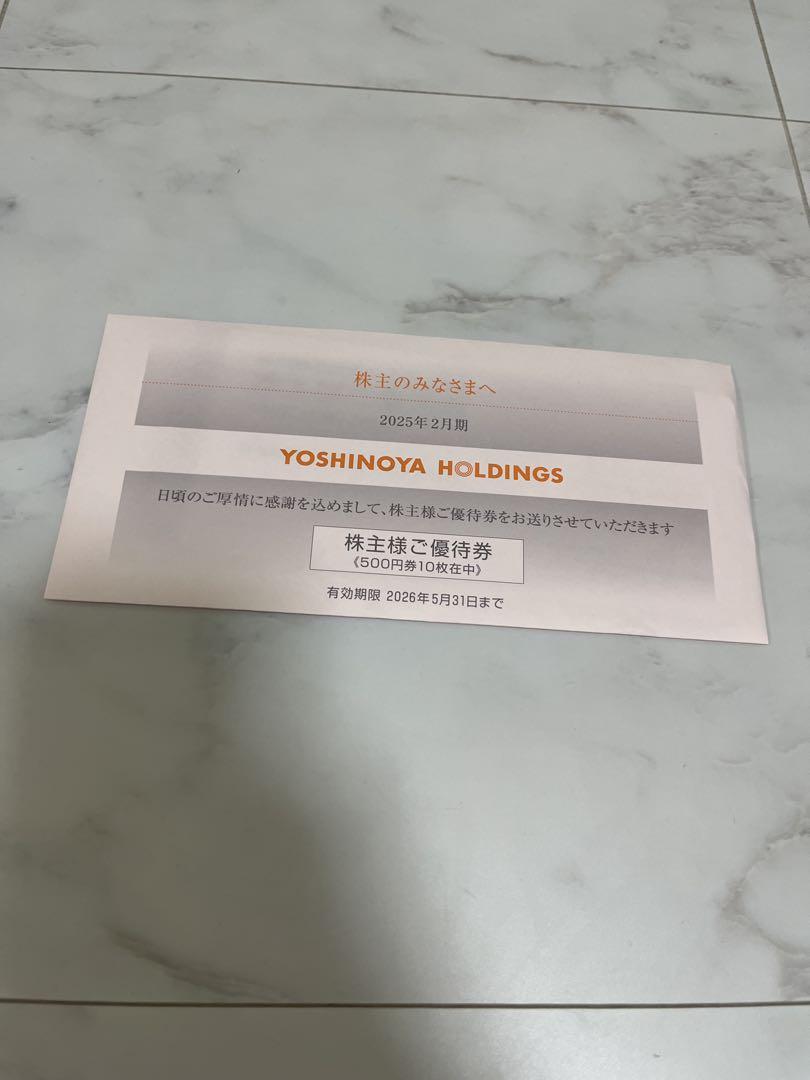 株主のみなさまへ
2025年2月期
YOSHINOYA HOLDINGS
日頃のご厚情に感謝を込めまして、株主様ご優待券をお送りさせていただきます
株主様ご優待券
《500円券10枚在中》
有効期限 2026年5月31日まで